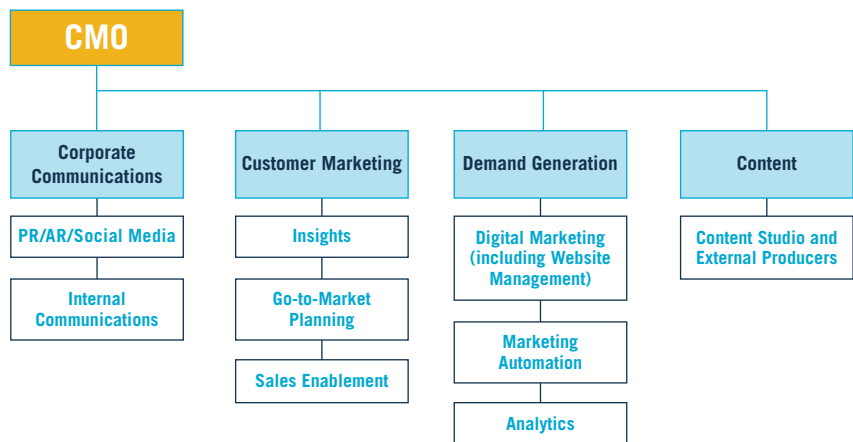 CMO
Corporate
Communications
Customer Marketing
Demand Generation
Content
PR/AR/Social Media
Internal
Communications
Insights
Go-to-Market
Planning
Sales Enablement
Digital Marketing
(including Website
Management)
Marketing
Automation
Analytics
Content Studio and
External Producers